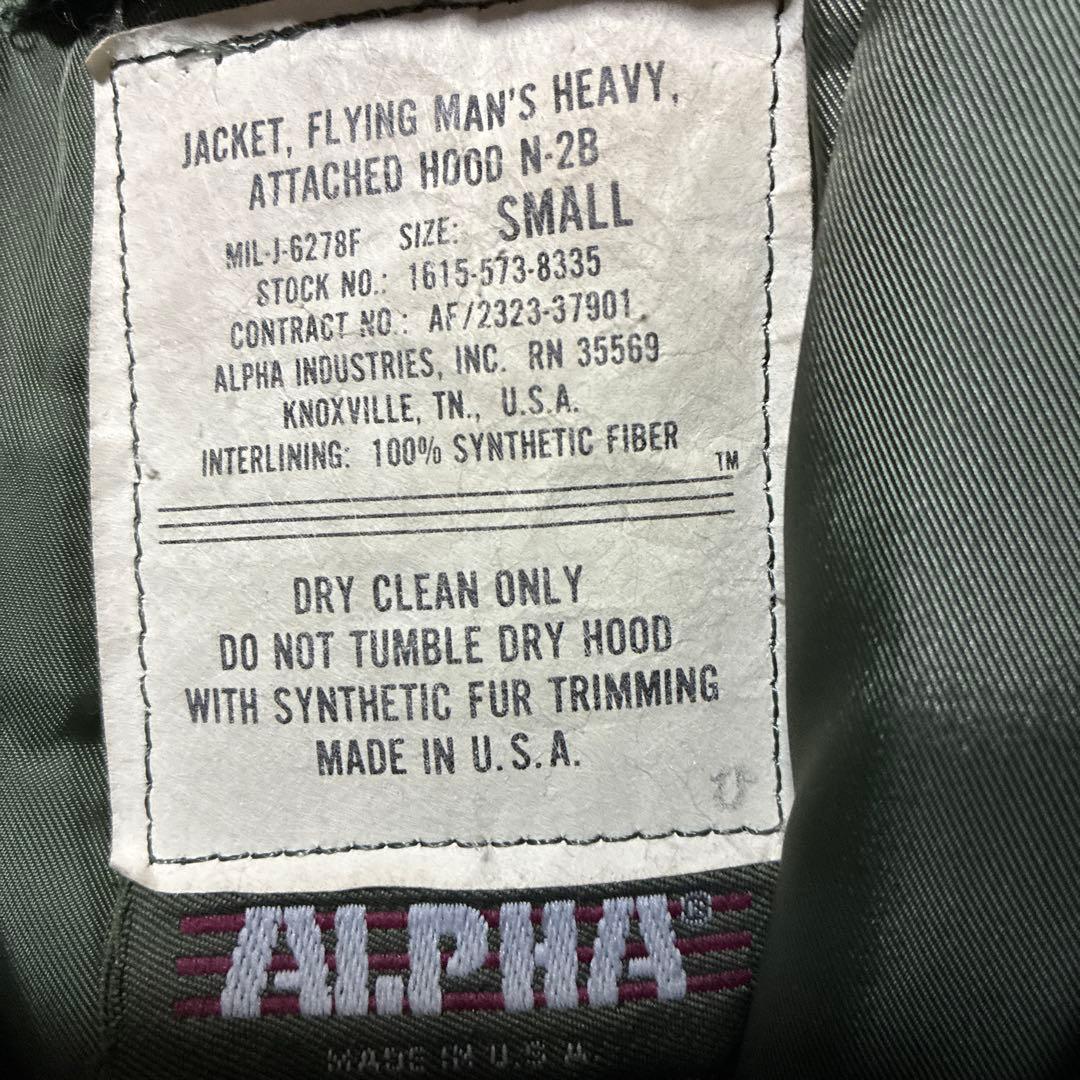 JACKET, FLYING MAN'S HEAVY,
ATTACHED HOOD N-2B
MIL-J-6278F SIZE: SMALL
STOCK NO.: 1615-573-8335
CONTRACT NO.: AF/2323-37901
ALPHA INDUSTRIES, INC. RN 35569
KNOXVILLE, TN., U.S.A.
INTERLINING: 100% SYNTHETIC FIBER
TM
DRY CLEAN ONLY
DO NOT TUMBLE DRY HOOD
WITH SYNTHETIC FUR TRIMMING
MADE IN U.S.A.
ALPHA®
MADE IN U.S.A.